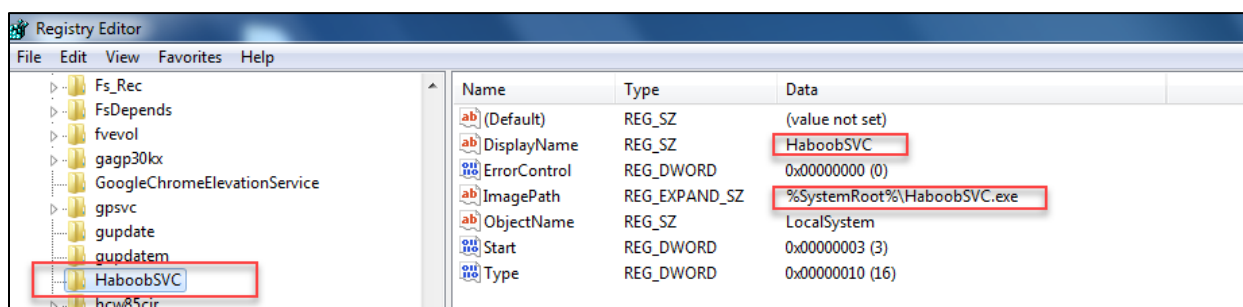 Registry Editor
File Edit View Favorites Help
Fs_Rec
FsDepends
fvevol
gagp30kx
GoogleChromeElevationService
gpsvc
gupdate
gupdatem
HaboobSVC
hcw85cir
Name Type Data
(Default) REG_SZ (value not set)
DisplayName REG_SZ HaboobSVC
ErrorControl REG_DWORD 0x00000000 (0)
ImagePath REG_EXPAND_SZ %SystemRoot%\HaboobSVC.exe
ObjectName REG_SZ LocalSystem
Start REG_DWORD 0x00000003 (3)
Type REG_DWORD 0x00000010 (16)